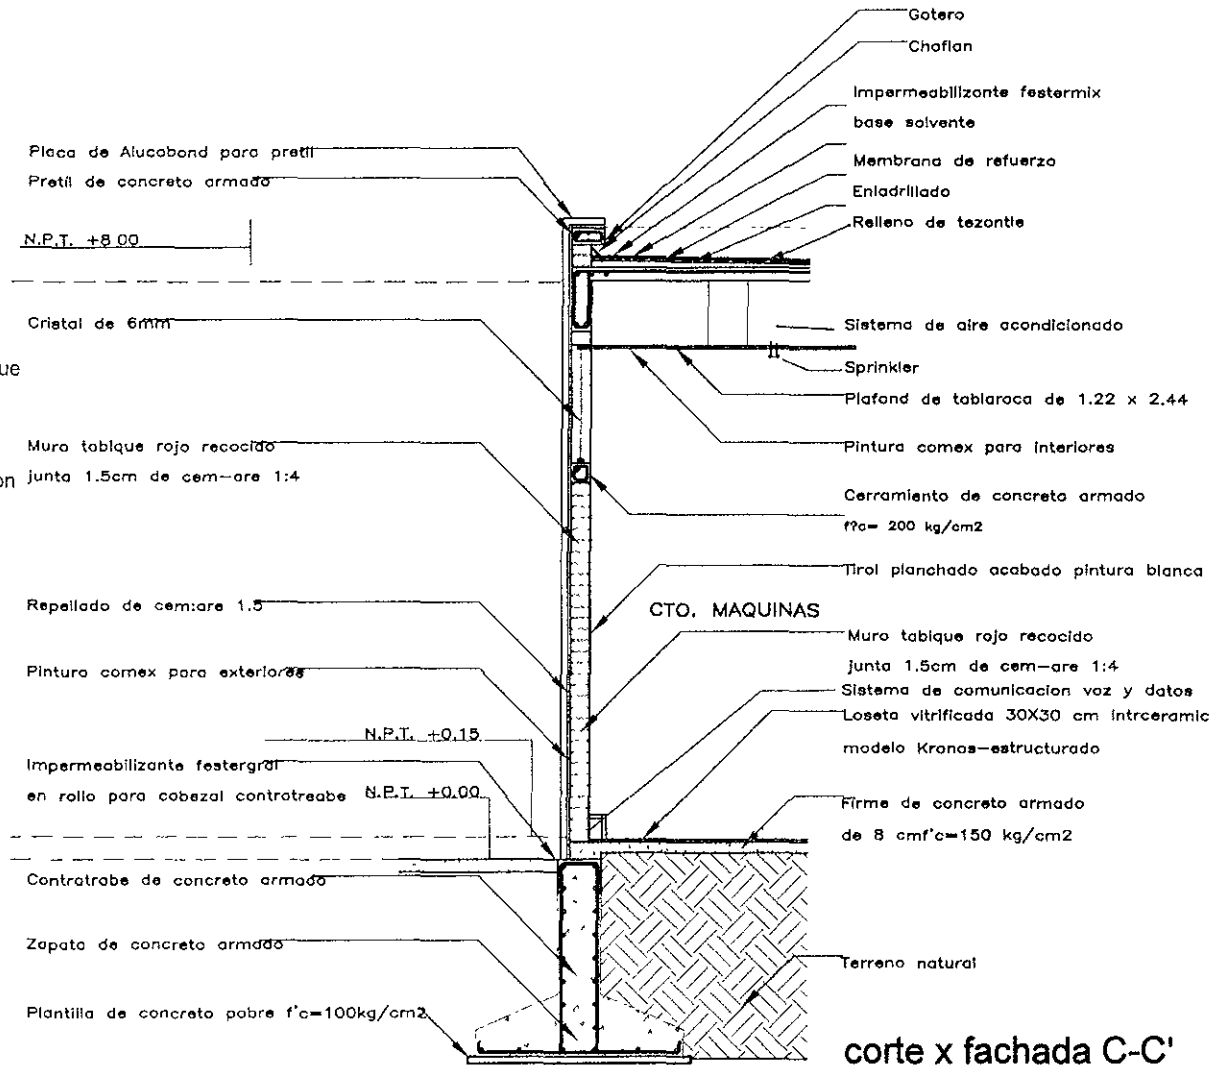 Gotero
Choflan
Impermeabilizante festermix
base solvente
Membrana de refuerzo
Enladrillado
Relleno de tezontle
Placa de Alucobond para pretil
Pretil de concreto armado
N.P.T. +8 00
Cristal de 6mm
ue
Muro tabique rojo recocido
junta 1.5cm de cem-are 1:4
on
Sistema de aire acondicionado
Sprinkler
Plafond de tablaroca de 1.22 x 2.44
Pintura comex para interiores
Cerramiento de concreto armado
f?c= 200 kg/cm2
Tirol planchado acabado pintura blanca
CTO. MAQUINAS
Repellado de cem:are 1.5
Muro tabique rojo recocido
junta 1.5cm de cem-are 1:4
Pintura comex para exteriores
Sistema de comunicacion voz y datos
Loseta vitrificada 30X30 cm intrceramic
modelo Kronos-estructurado
N.P.T. +0.15
Impermeabilizante festergral
en rollo para cabezal contratreabe
N.P.T. +0.00
Firme de concreto armado
de 8 cmf'c=150 kg/cm2
Contratrabe de concreto armado
Zapata de concreto armado
Terreno natural
Plantilla de concreto pobre f'c=100kg/cm2
corte x fachada C-C'